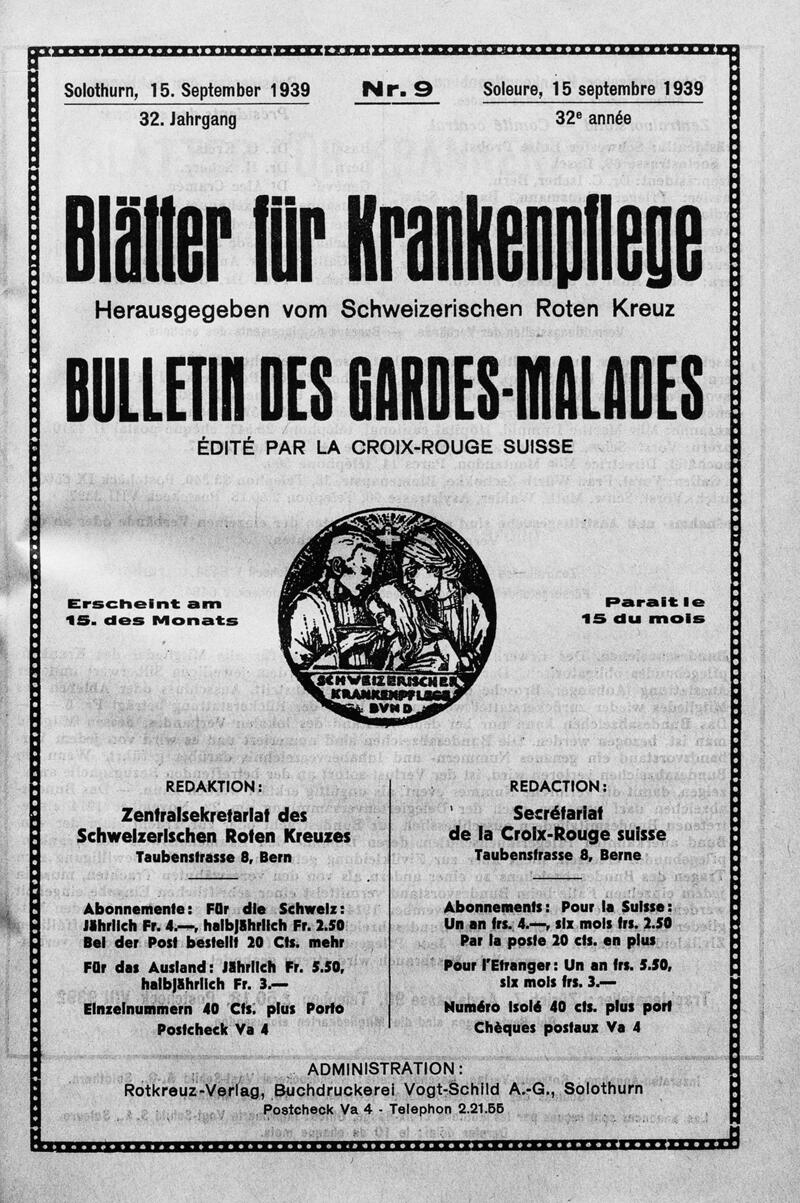 Solothurn, 15. September 1939
32. Jahrgang
Nr. 9
Soleure, 15 septembre 1939
32e année
Blätter für Krankenpflege
Herausgegeben vom Schweizerischen Roten Kreuz
BULLETIN DES GARDES-MALADES
ÉDITÉ PAR LA CROIX-ROUGE SUISSE
Erscheint am
15. des Monats
SCHWEIZERISCHER
KRANKENPFLEGE
BVND
Parait le
15 du mois
REDAKTION:
Zentralsekretariat des
Schweizerischen Roten Kreuzes
Taubenstrasse 8, Bern
Abonnemente: Für die Schweiz:
Jährlich Fr. 4.—, halbjährlich Fr. 2.50
Bei der Post bestellt 20 Cts. mehr
Für das Ausland: Jährlich Fr. 5.50,
halbjährlich Fr. 3.—
Einzelnummern 40 Cts. plus Porto
Postcheck Va 4
REDACTION:
Secrétariat
de la Croix-Rouge suisse
Taubenstrasse 8, Berne
Abonnements: Pour la Suisse:
Un an frs. 4.—, six mois frs. 2.50
Par la poste 20 cts. en plus
Pour l'Etranger: Un an frs. 5.50,
six mois frs. 3.—
Numéro isolé 40 cts. plus port
Chèques postaux Va 4
ADMINISTRATION:
Rotkreuz-Verlag, Buchdruckerei Vogt-Schild A.-G., Solothurn
Postcheck Va 4 - Telephon 2.21.55